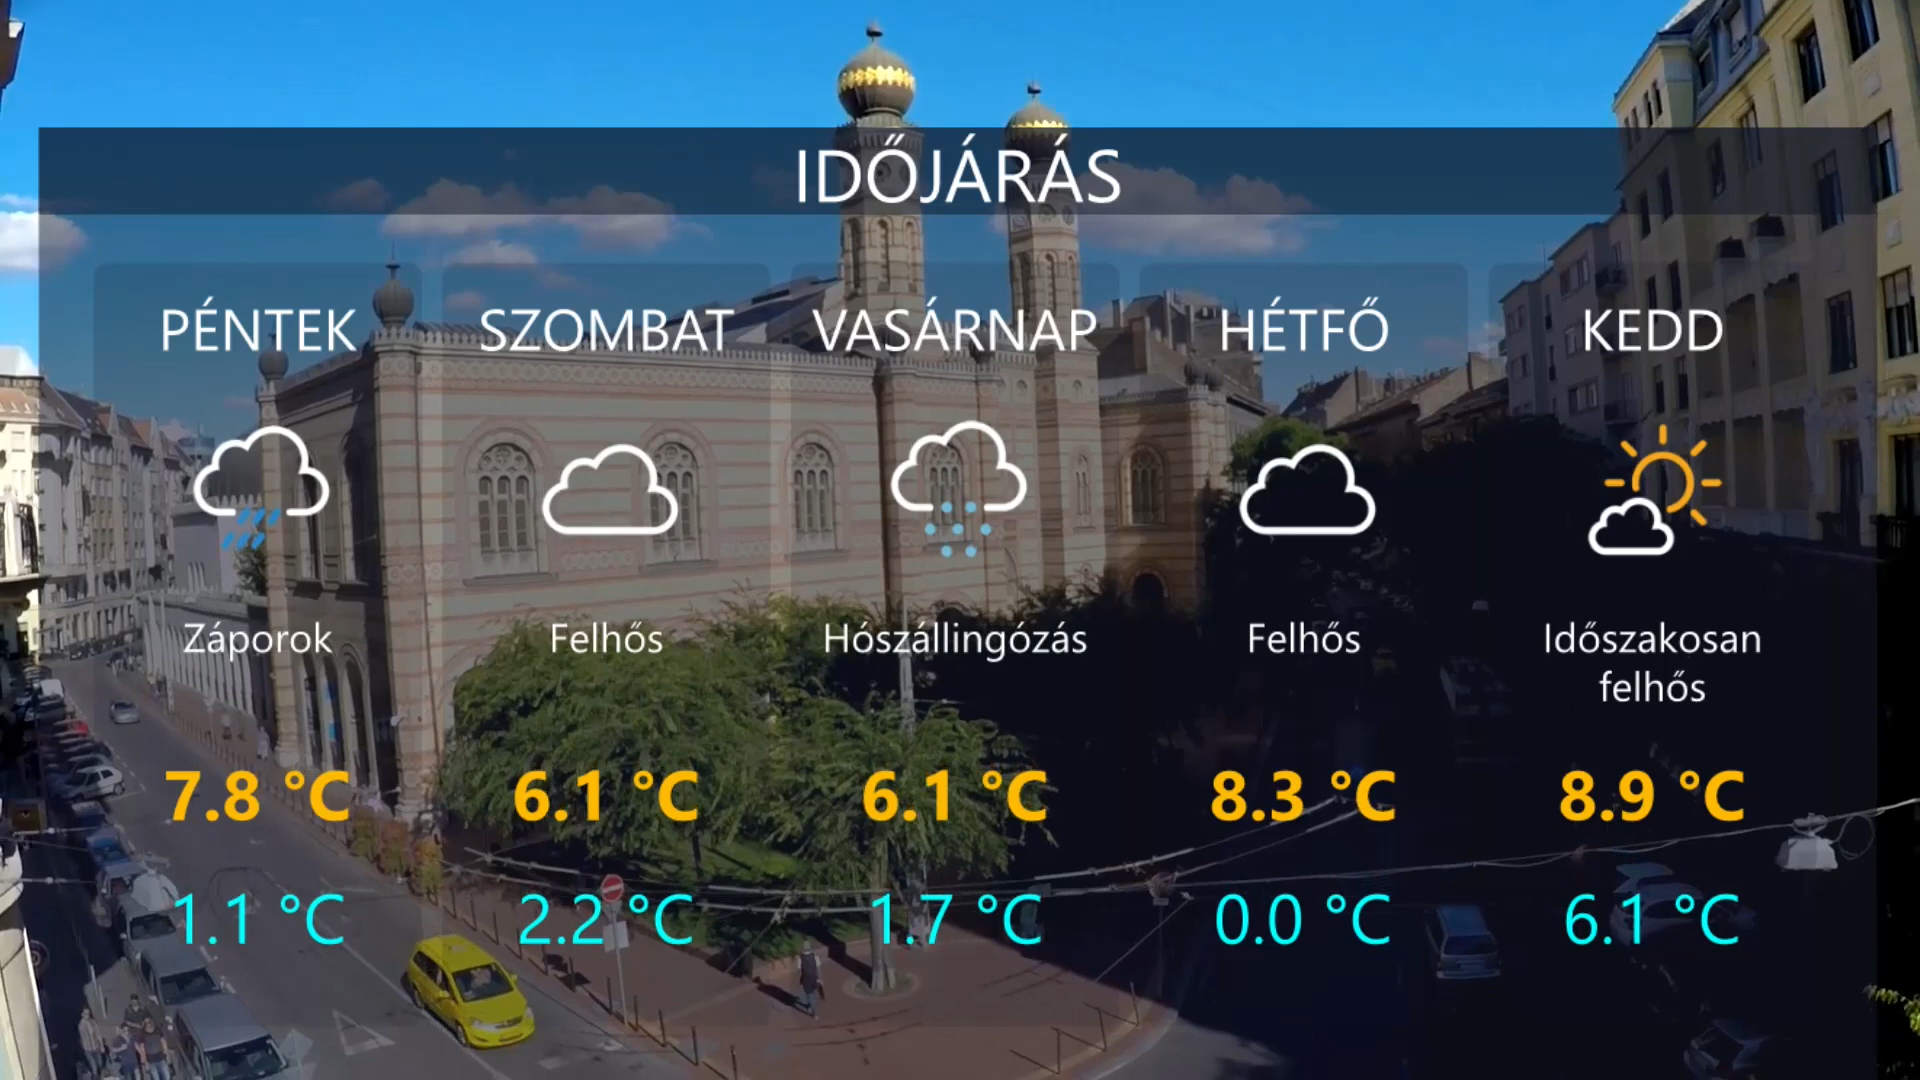 IDŐJÁRÁS
PÉNTEK
Záporok
7.8 °C
1.1 °C
SZOMBAT
Felhős
6.1 °C
2.2 °C
VASÁRNAP
Hószállingózás
6.1 °C
1.7 °C
HÉTFŐ
Felhős
8.3 °C
0.0 °C
KEDD
Időszakosan
felhős
8.9 °C
6.1 °C